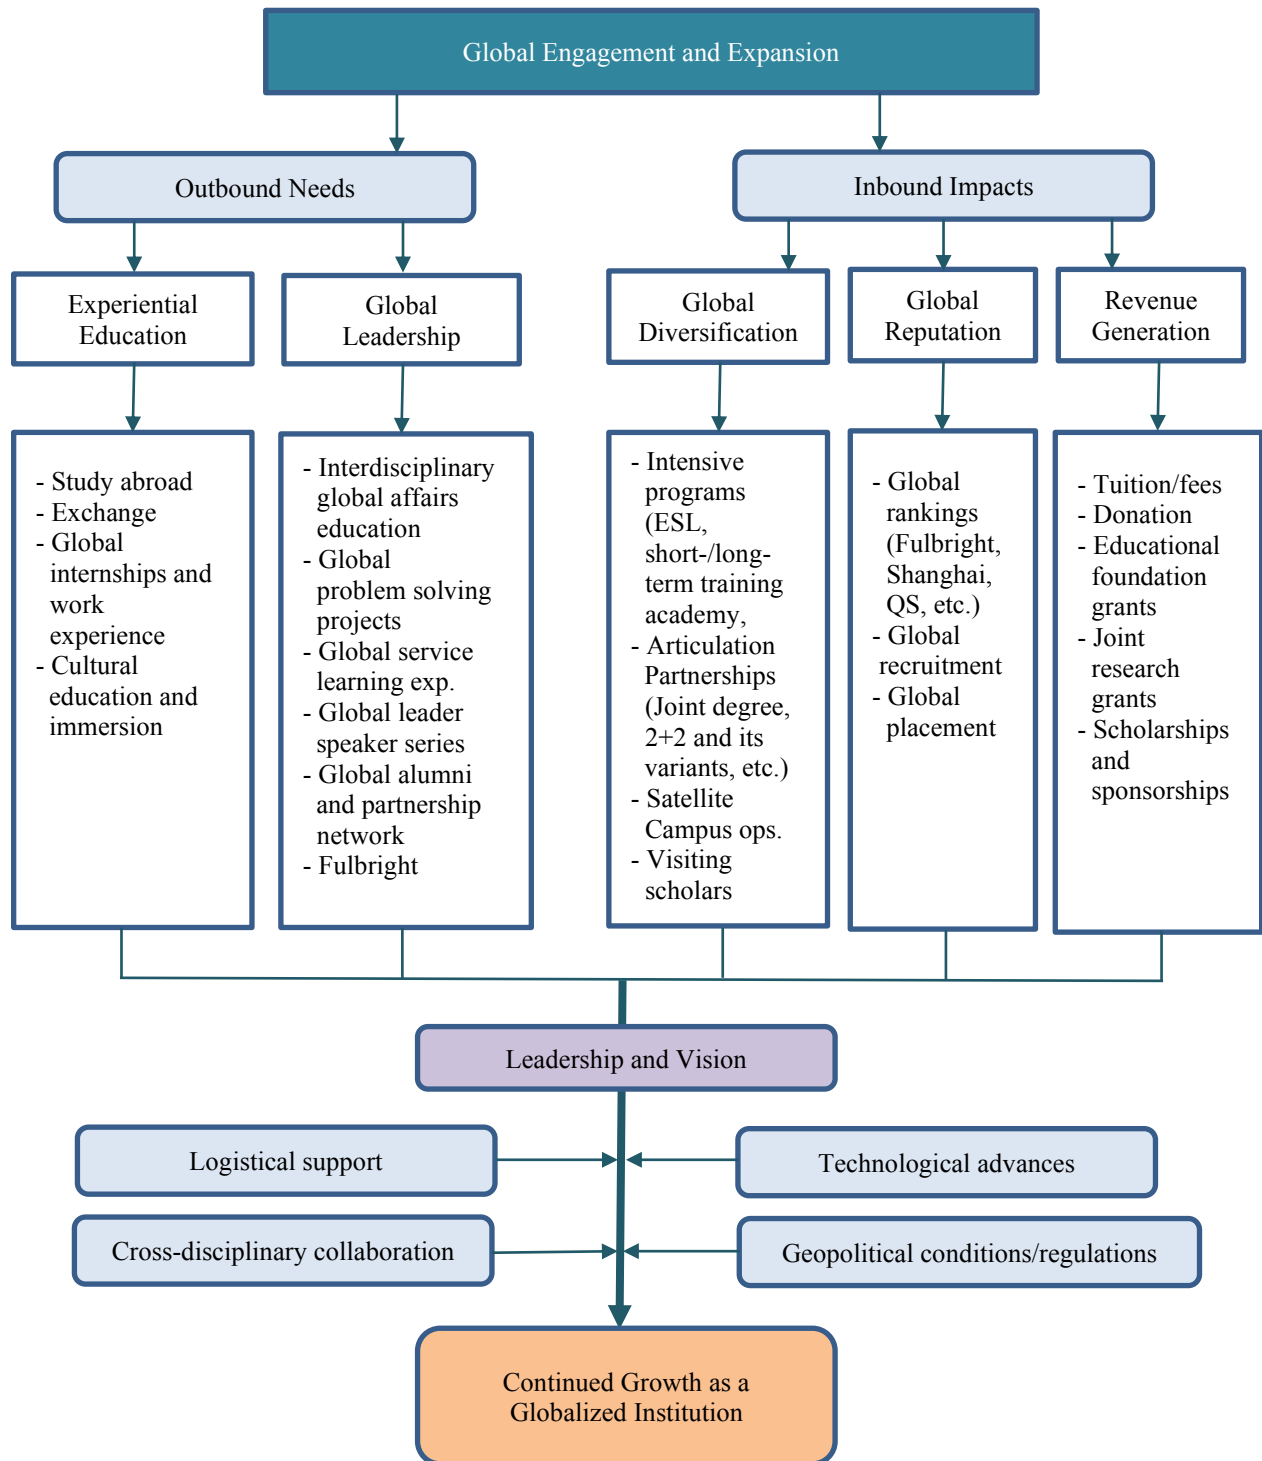 Global Engagement and Expansion
Outbound Needs
Inbound Impacts
Experiential
Education
Global
Leadership
Global
Diversification
Global
Reputation
Revenue
Generation
- Study abroad
- Exchange
- Global
internships and
work
experience
- Cultural
education and
immersion
- Interdisciplinary
global affairs
education
- Global
problem solving
projects
- Global service
learning exp.
- Global leader
speaker series
- Global alumni
and partnership
network
- Fulbright
- Intensive
programs
(ESL,
short-/long-
term training
academy,
- Articulation
Partnerships
(Joint degree,
2+2 and its
variants, etc.)
- Satellite
Campus ops.
- Visiting
scholars
- Global
rankings
(Fulbright,
Shanghai,
QS, etc.)
- Global
recruitment
- Global
placement
- Tuition/fees
- Donation
- Educational
foundation
grants
- Joint
research
grants
- Scholarships
and
sponsorships
Leadership and Vision
Logistical support
Technological advances
Cross-disciplinary collaboration
Geopolitical conditions/regulations
Continued Growth as a
Globalized Institution